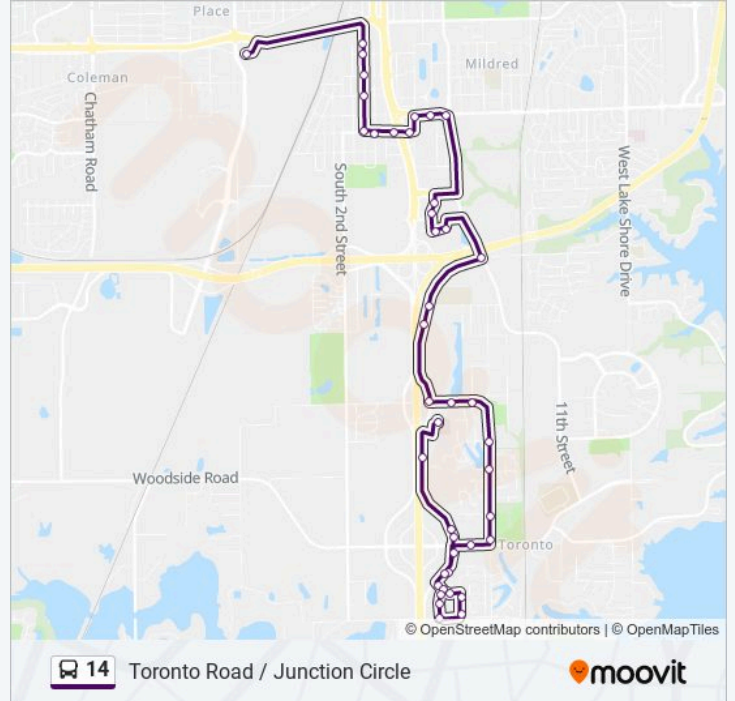 Place
Mildred
Coleman
Chatham Road
South 2nd Street
West Lake Shore Drive
11th Street
Woodside Road
Toronto
© OpenStreetMap contributors | © OpenMapTiles
14 Toronto Road / Junction Circle
moovit